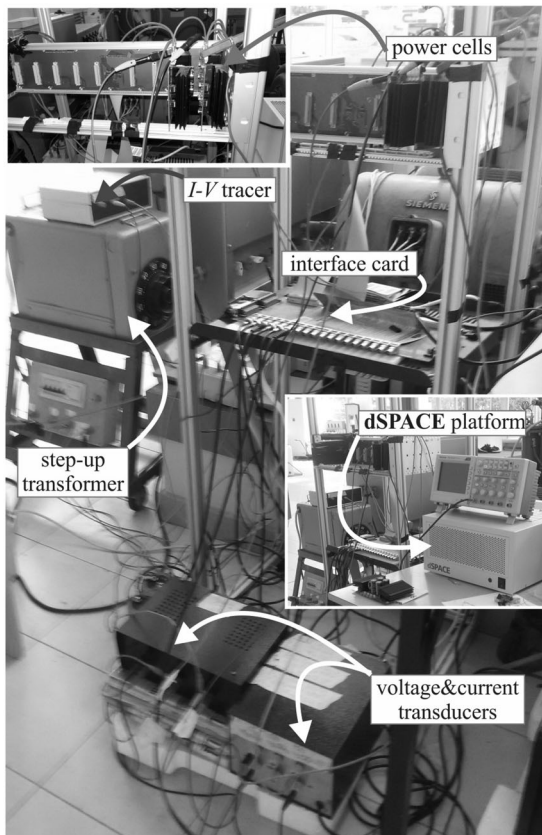 power cells
I-V tracer
SIEMENS
interface card
dSPACE platform
step-up
transformer
dSPACE
voltage&current
transducers